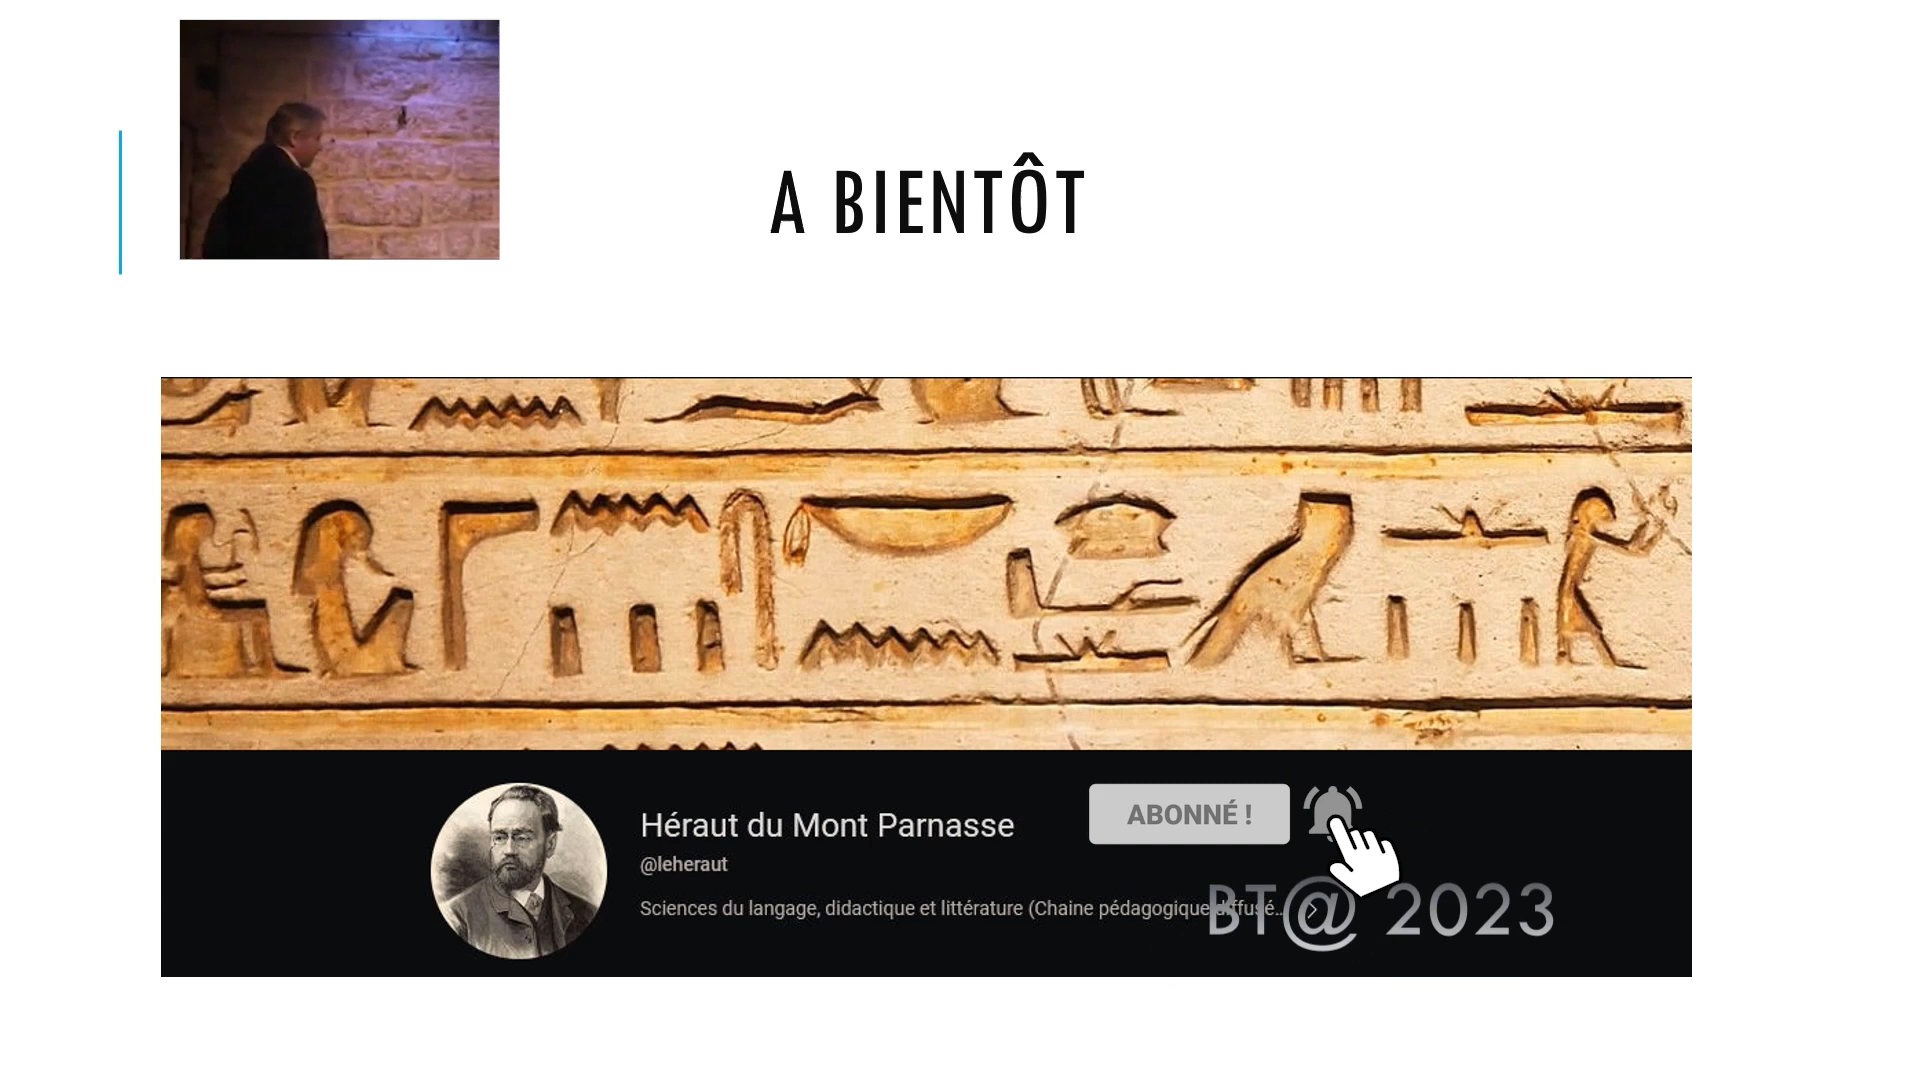 A BIENTÔT
ABONNÉ !
Héraut du Mont Parnasse
@leheraut
Sciences du langage, didactique et littérature (Chaine pédagogique diffusé...
BT@ 2023